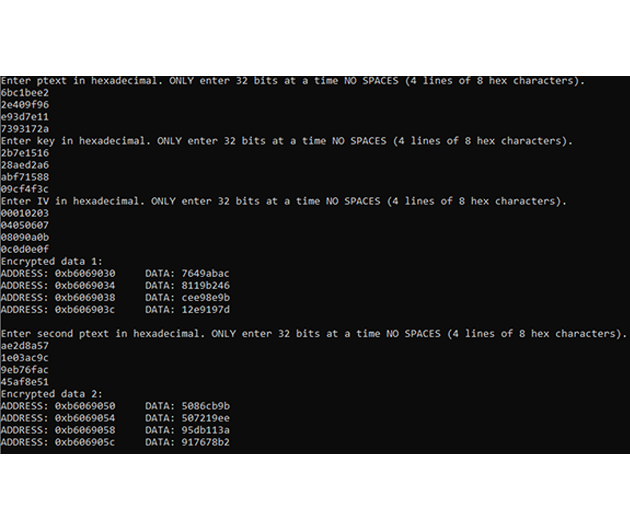 Enter ptext in hexadecimal. ONLY enter 32 bits at a time NO SPACES (4 lines of 8 hex characters).
6bc1bee2
2e409f96
e93d7e11
7393172a
Enter key in hexadecimal. ONLY enter 32 bits at a time NO SPACES (4 lines of 8 hex characters).
2b7e1516
28aed2a6
abf71588
09cf4f3c
Enter IV in hexadecimal. ONLY enter 32 bits at a time NO SPACES (4 lines of 8 hex characters).
00010203
04050607
08090a0b
0c0d0e0f
Encrypted data 1:
ADDRESS: 0xb6069030 DATA: 7649abac
ADDRESS: 0xb6069034 DATA: 8119b246
ADDRESS: 0xb6069038 DATA: cee98e9b
ADDRESS: 0xb606903c DATA: 12e9197d
Enter second ptext in hexadecimal. ONLY enter 32 bits at a time NO SPACES (4 lines of 8 hex characters).
ae2d8a57
1e03ac9c
9eb76fac
45af8e51
Encrypted data 2:
ADDRESS: 0xb6069050 DATA: 5086cb9b
ADDRESS: 0xb6069054 DATA: 507219ee
ADDRESS: 0xb6069058 DATA: 95db113a
ADDRESS: 0xb606905c DATA: 917678b2